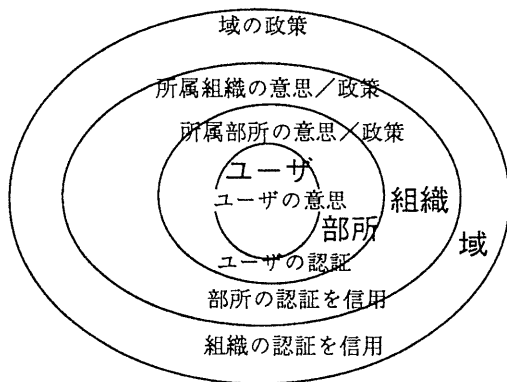 域の政策
所属組織の意思／政策
所属部所の意思／政策
ユーザ
ユーザの意思
組織
部所
域
ユーザの認証
部所の認証を信用
組織の認証を信用